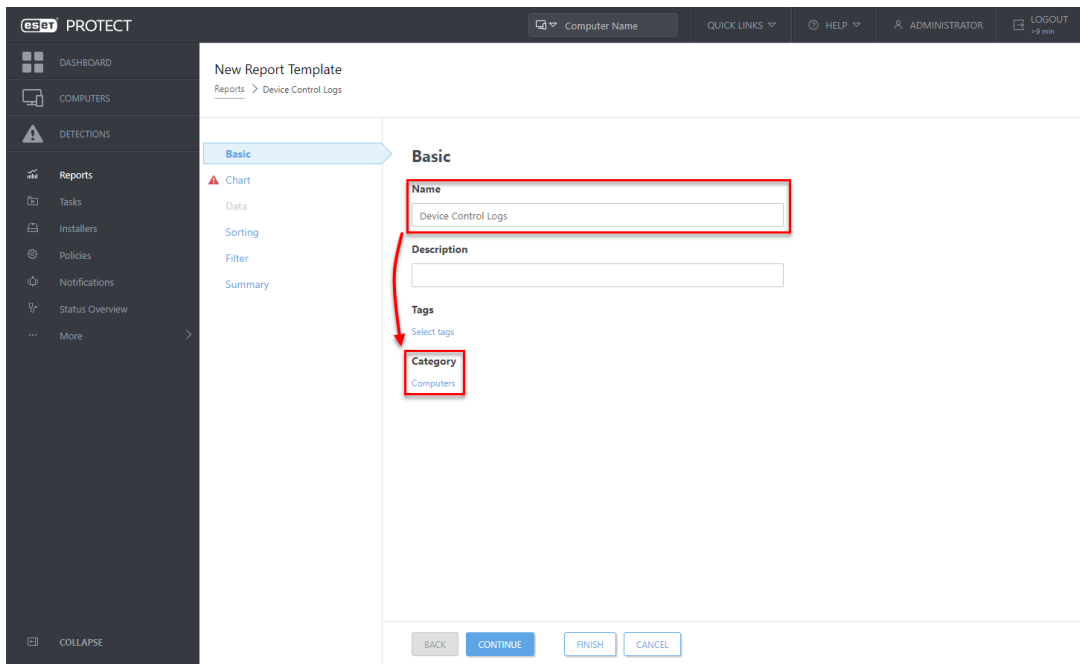 eset PROTECT
Computer Name
QUICK LINKS
HELP
ADMINISTRATOR
LOGOUT
>9 min
DASHBOARD
COMPUTERS
DETECTIONS
Reports
Tasks
Installers
Policies
Notifications
Status Overview
More
COLLAPSE
New Report Template
Reports > Device Control Logs
Basic
Chart
Data
Sorting
Filter
Summary
Basic
Name
Device Control Logs
Description
Tags
Select tags
Category
Computers
BACK
CONTINUE
FINISH
CANCEL